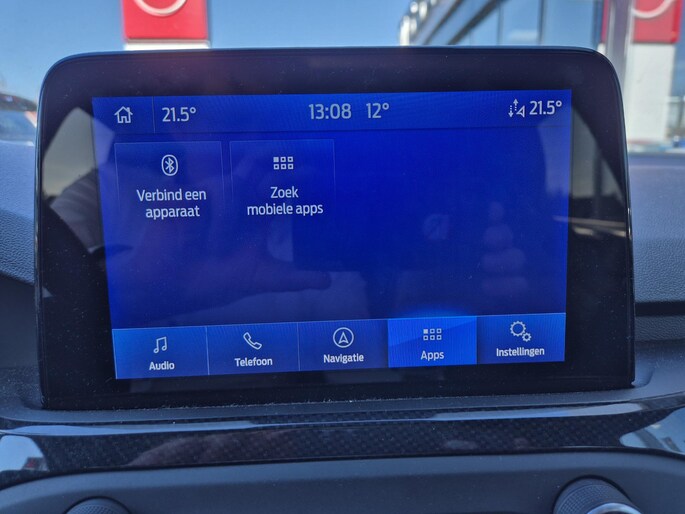 21.5°
13:08 12°
21.5°
Verbind een
apparaat
Zoek
mobiele apps
Audio
Telefoon
Navigatie
Apps
Instellingen